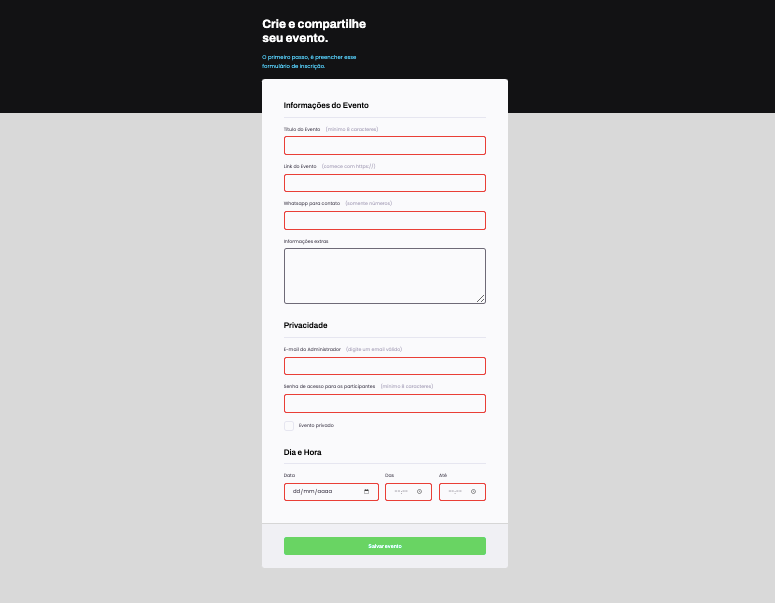 Crie e compartilhe
seu evento.
O primeiro passo, é preencher esse
formulário de inscrição.
Informações do Evento
Título do Evento (mínimo 8 caracteres)
Link do Evento (comece com https://)
Whatsapp para contato (somente números)
Informações extras
Privacidade
E-mail do Administrador (digite um email válido)
Senha de acesso para os participantes (mínimo 8 caracteres)
Evento privado
Dia e Hora
Data Das Até
dd/mm/aaaa --:-- --:--
Salvar evento